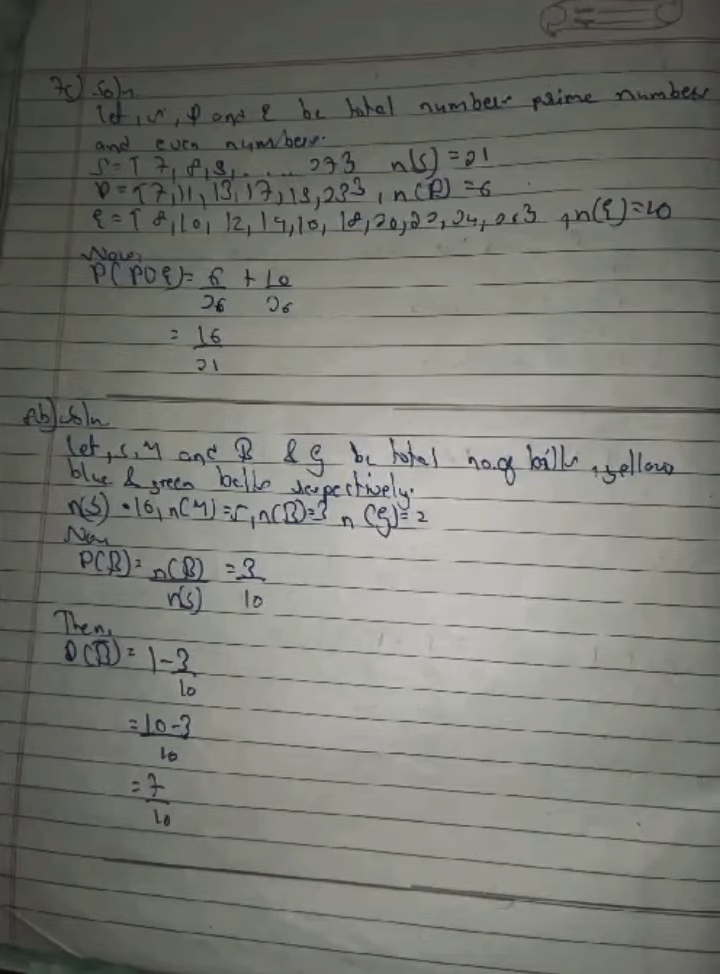 7c) Soln
Let, S, P and E be total numbers prime numbers
and even numbers.
S = { 7, 8, 9, . . . . 27} n(S) = 21
P = {7, 11, 13, 17, 19, 23}, n(P) = 6
E = { 8, 10, 12, 14, 16, 18, 20, 22, 24, 26} , n(E) = 10
Now,
P(POE) = 6/26 + 10/26
= 16/21
b) Soln
Let, S, Y and B & G be total no. of balls, yellow
blue & green balls respectively.
n(S) = 10, n(Y) = 5, n(B) = 3 n(G) = 2
Now
P(B) = n(B)/n(S) = 3/10
Then,
P(B̅) = 1 - 3/10
= 10 - 3/10
= 7/10